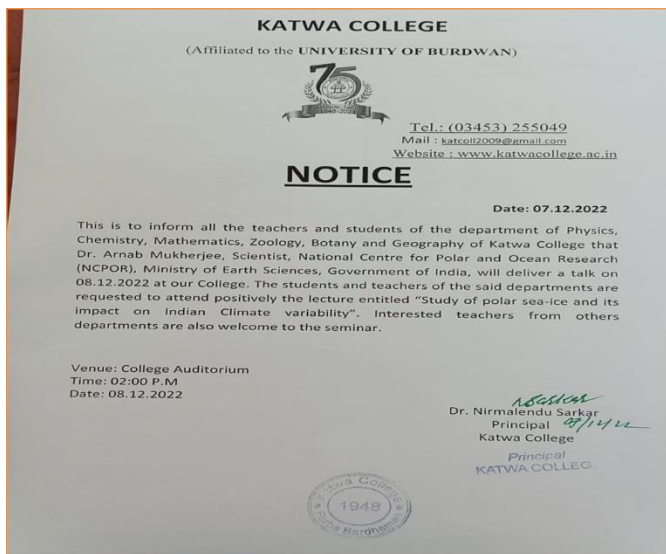 KATWA COLLEGE
(Affiliated to the UNIVERSITY OF BURDWAN)
75
Tel.: (03453) 255049
Mail : katcoll2009@gmail.com
Website : www.katwacollege.ac.in
NOTICE
Date: 07.12.2022
This is to inform all the teachers and students of the department of Physics,
Chemistry, Mathematics, Zoology, Botany and Geography of Katwa College that
Dr. Arnab Mukherjee, Scientist, National Centre for Polar and Ocean Research
(NCPOR), Ministry of Earth Sciences, Government of India, will deliver a talk on
08.12.2022 at our College. The students and teachers of the said departments are
requested to attend positively the lecture entitled “Study of polar sea-ice and its
impact on Indian Climate variability”. Interested teachers from others
departments are also welcome to the seminar.
Venue: College Auditorium
Time: 02:00 P.M
Date: 08.12.2022
NSarkar
Dr. Nirmalendu Sarkar
Principal 07/12/22
Katwa College
Principal
KATWA COLLEG
Katwa College
1948
Purba Bardhaman